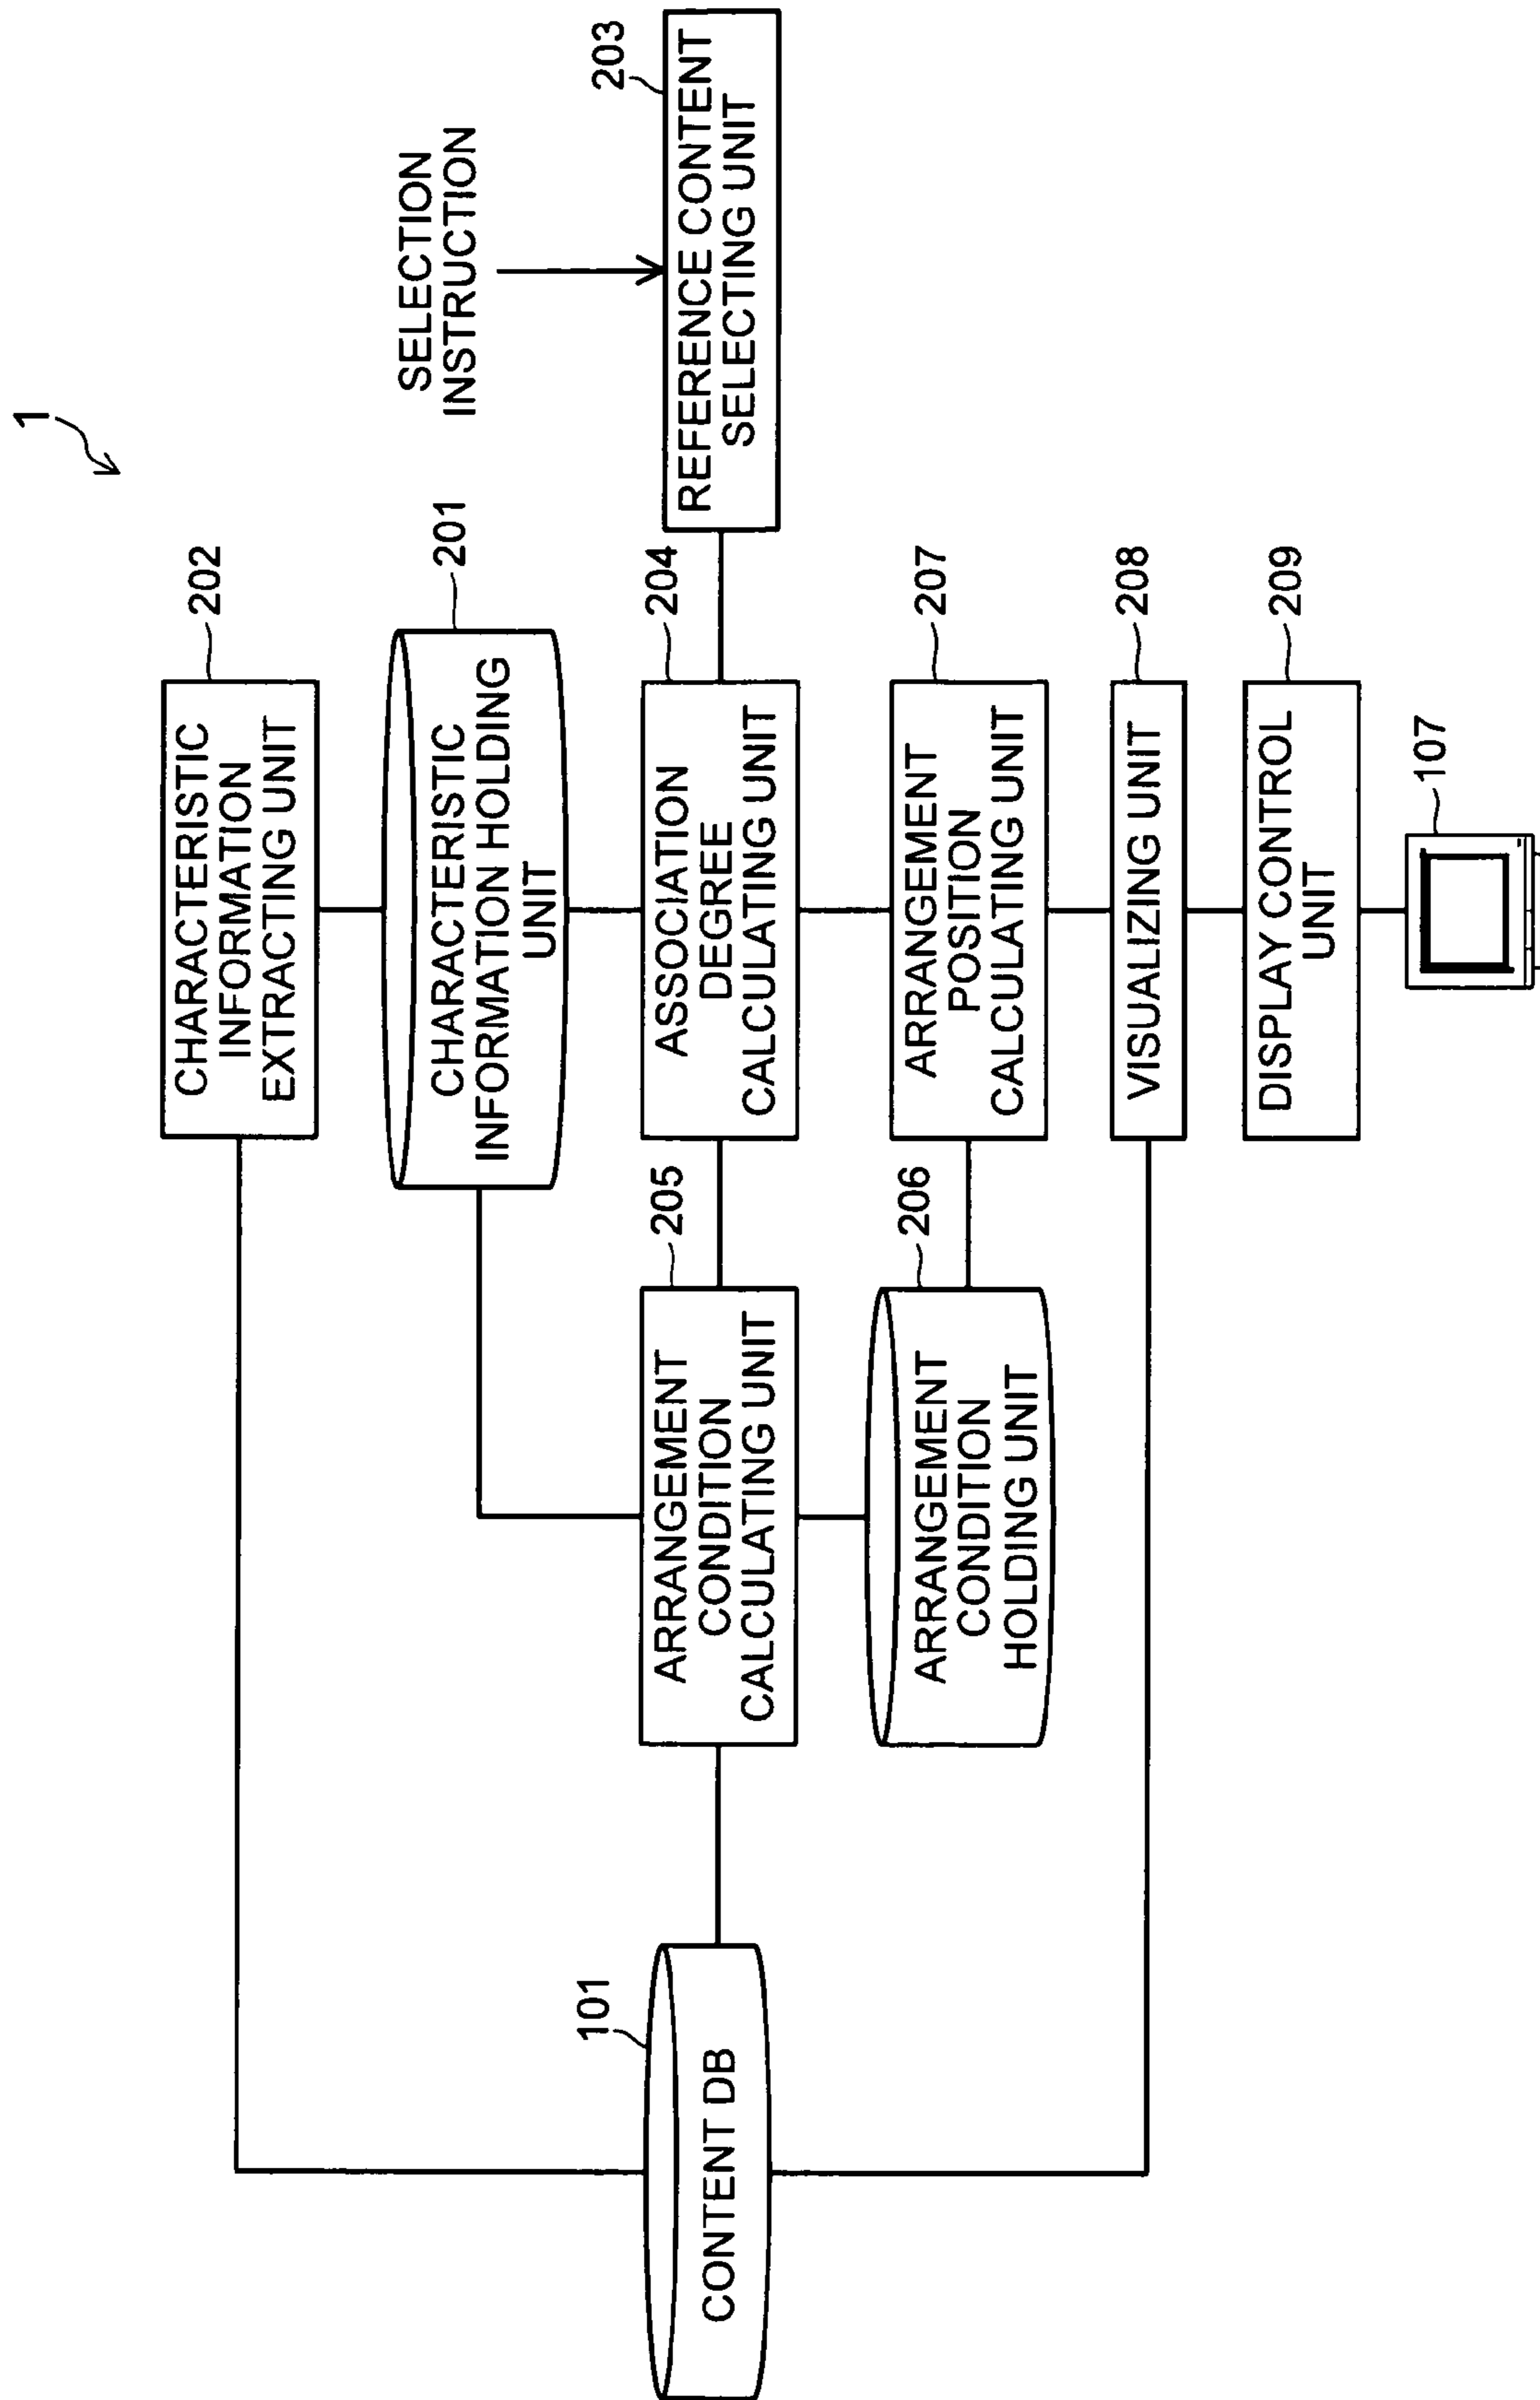 1
202
CHARACTERISTIC
INFORMATION
EXTRACTING UNIT
201
CHARACTERISTIC
INFORMATION HOLDING
UNIT
SELECTION
INSTRUCTION
101
CONTENT DB
205
ARRANGEMENT
CONDITION
CALCULATING UNIT
204
ASSOCIATION
DEGREE
CALCULATING UNIT
203
REFERENCE CONTENT
SELECTING UNIT
206
ARRANGEMENT
CONDITION
HOLDING UNIT
207
ARRANGEMENT
POSITION
CALCULATING UNIT
208
VISUALIZING UNIT
209
DISPLAY CONTROL
UNIT
107